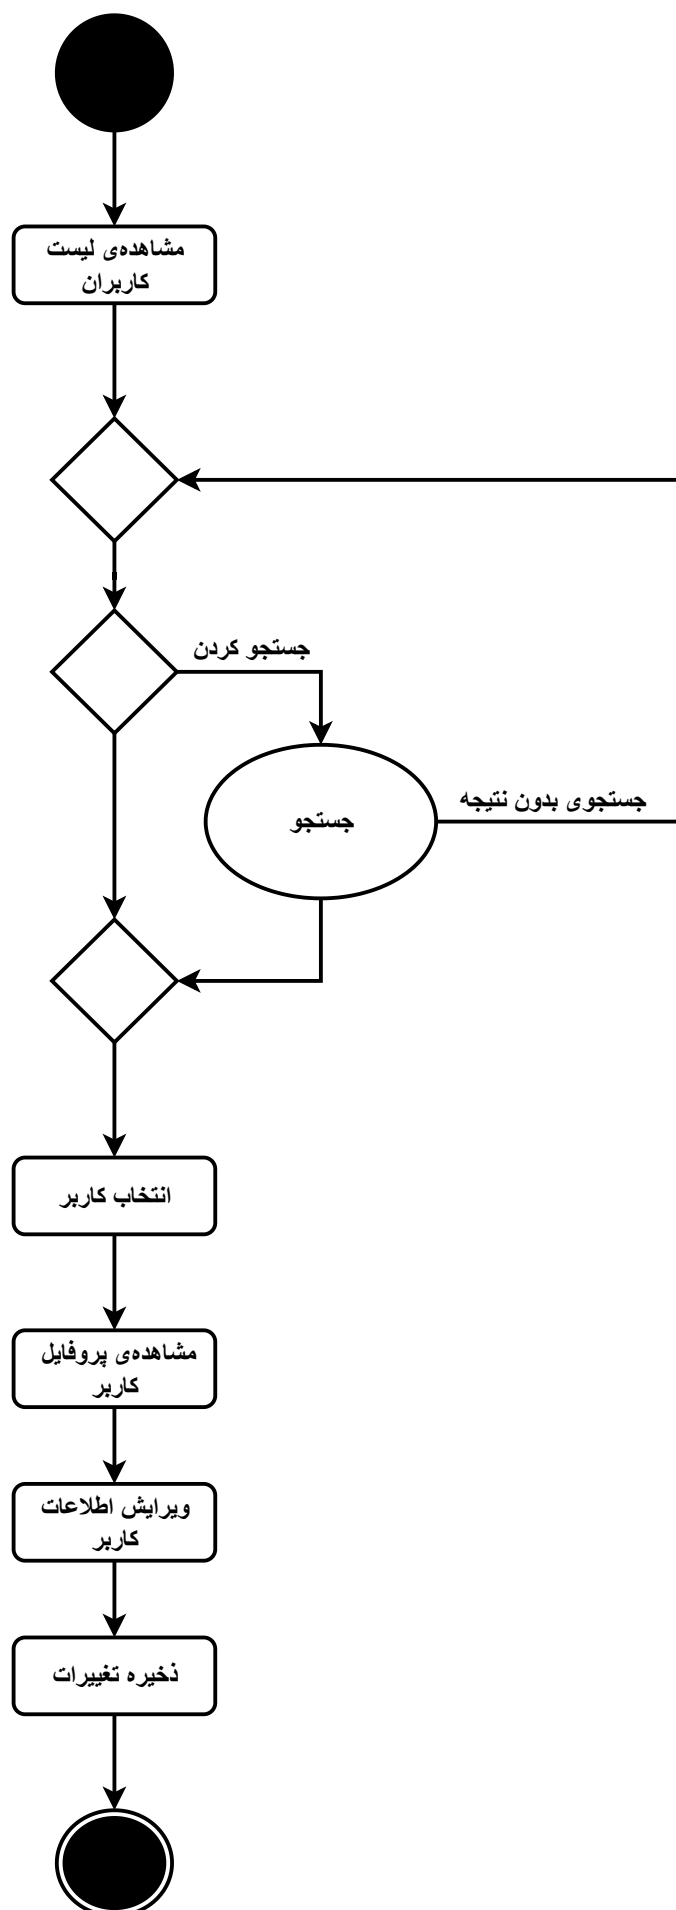 مشاهده‌ی لیست
کاربران
جستجو کردن
جستجوی بدون نتیجه
جستجو
انتخاب کاربر
مشاهده‌ی پروفایل
کاربر
ویرایش اطلاعات
کاربر
ذخیره تغییرات